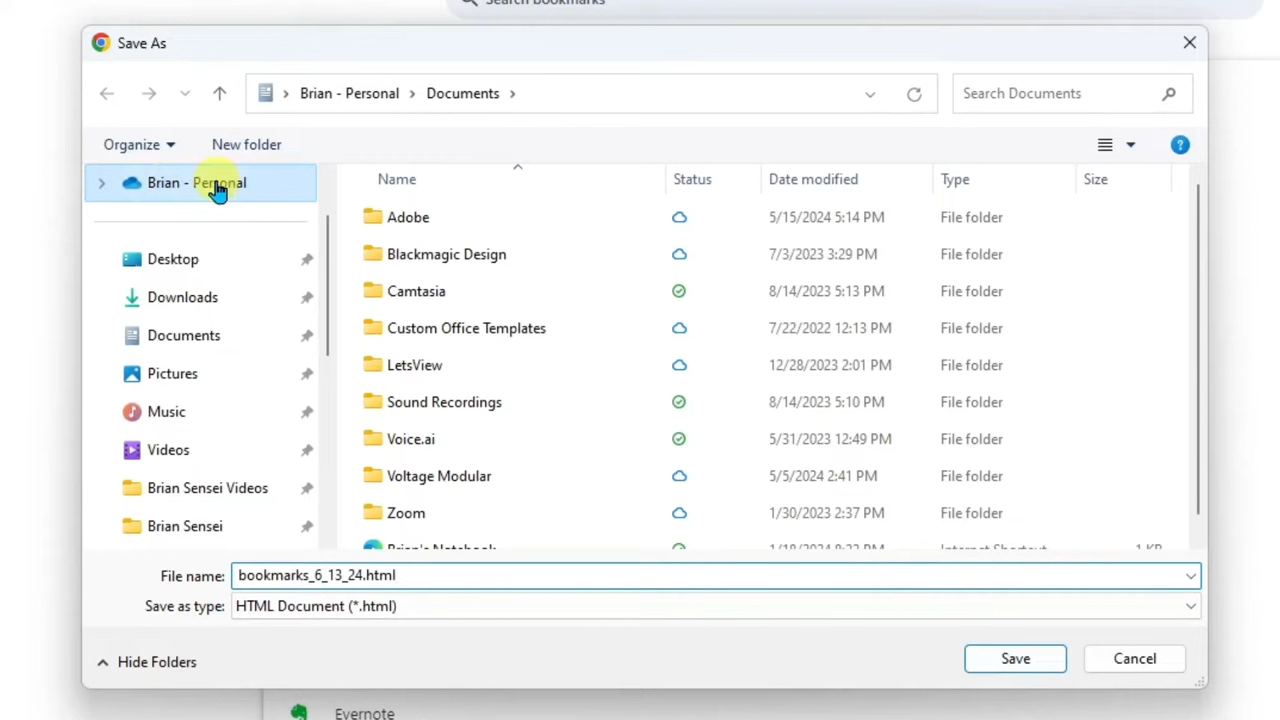 Search bookmarks
Save As
Brian - Personal > Documents >
Search Documents
Organize
New folder
Brian - Personal
Desktop
Downloads
Documents
Pictures
Music
Videos
Brian Sensei Videos
Brian Sensei
Name Status Date modified Type Size
Adobe 5/15/2024 5:14 PM File folder
Blackmagic Design 7/3/2023 3:29 PM File folder
Camtasia 8/14/2023 5:13 PM File folder
Custom Office Templates 7/22/2022 12:13 PM File folder
LetsView 12/28/2023 2:01 PM File folder
Sound Recordings 8/14/2023 5:10 PM File folder
Voice.ai 5/31/2023 12:49 PM File folder
Voltage Modular 5/5/2024 2:41 PM File folder
Zoom 1/30/2023 2:37 PM File folder
Brian's Notebook Internet Shortcut 1 KB
File name: bookmarks_6_13_24.html
Save as type: HTML Document (*.html)
Hide Folders
Save
Cancel
Evernote